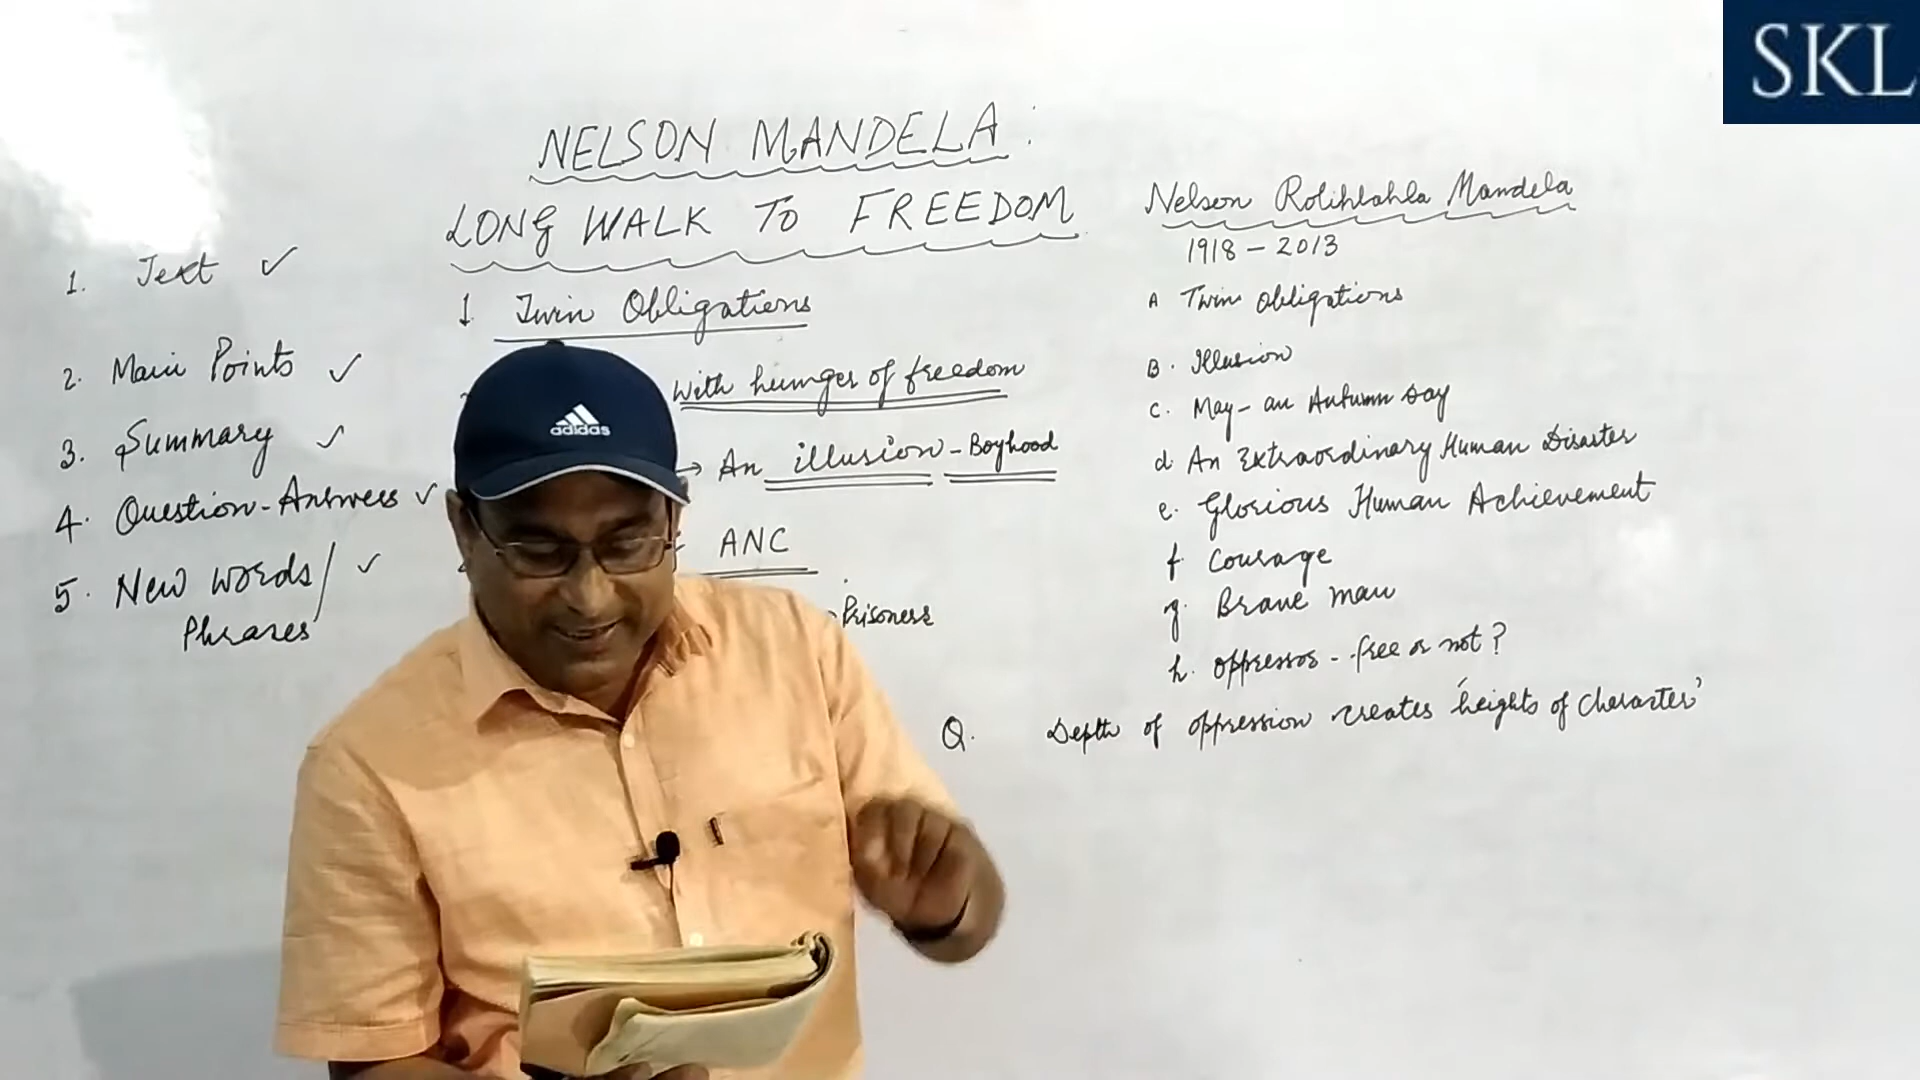 SKL
NELSON MANDELA:
LONG WALK TO FREEDOM
1. Text ✓
2. Main Points ✓
3. Summary ✓
4. Question-Answers ✓
5. New words/ ✓
Phrases
1 Twin Obligations
With hunger of freedom
→ An illusion - Boyhood
ANC
Prisoners
adidas
Nelson Rolihlahla Mandela
1918 - 2013
A Twin obligations
B. Illusion
C. May - an Autumn Day
d. An Extraordinary Human Disaster
e. Glorious Human Achievement
f. Courage
g. Brave man
h. Oppressor - free or not?
Q. Depth of oppression creates 'heights of character'